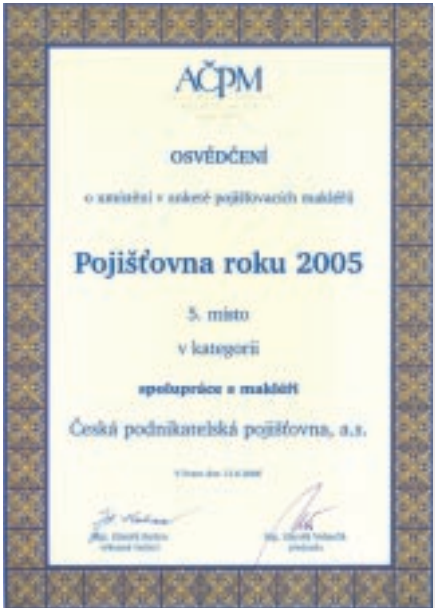 AČPM
OSVĚDČENÍ
o umístění v anketě pojišťovacích makléřů
Pojišťovna roku 2005
5. místo
v kategorii
spolupráce s makléři
Česká podnikatelská pojišťovna, a.s.